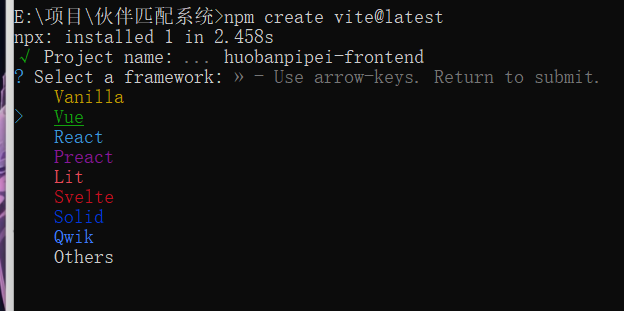 E:\项目\伙伴匹配系统>npm create vite@latest
npx: installed 1 in 2.458s
√ Project name: ... huobanpipei-frontend
? Select a framework: » - Use arrow-keys. Return to submit.
Vanilla
> Vue
React
Preact
Lit
Svelte
Solid
Qwik
Others